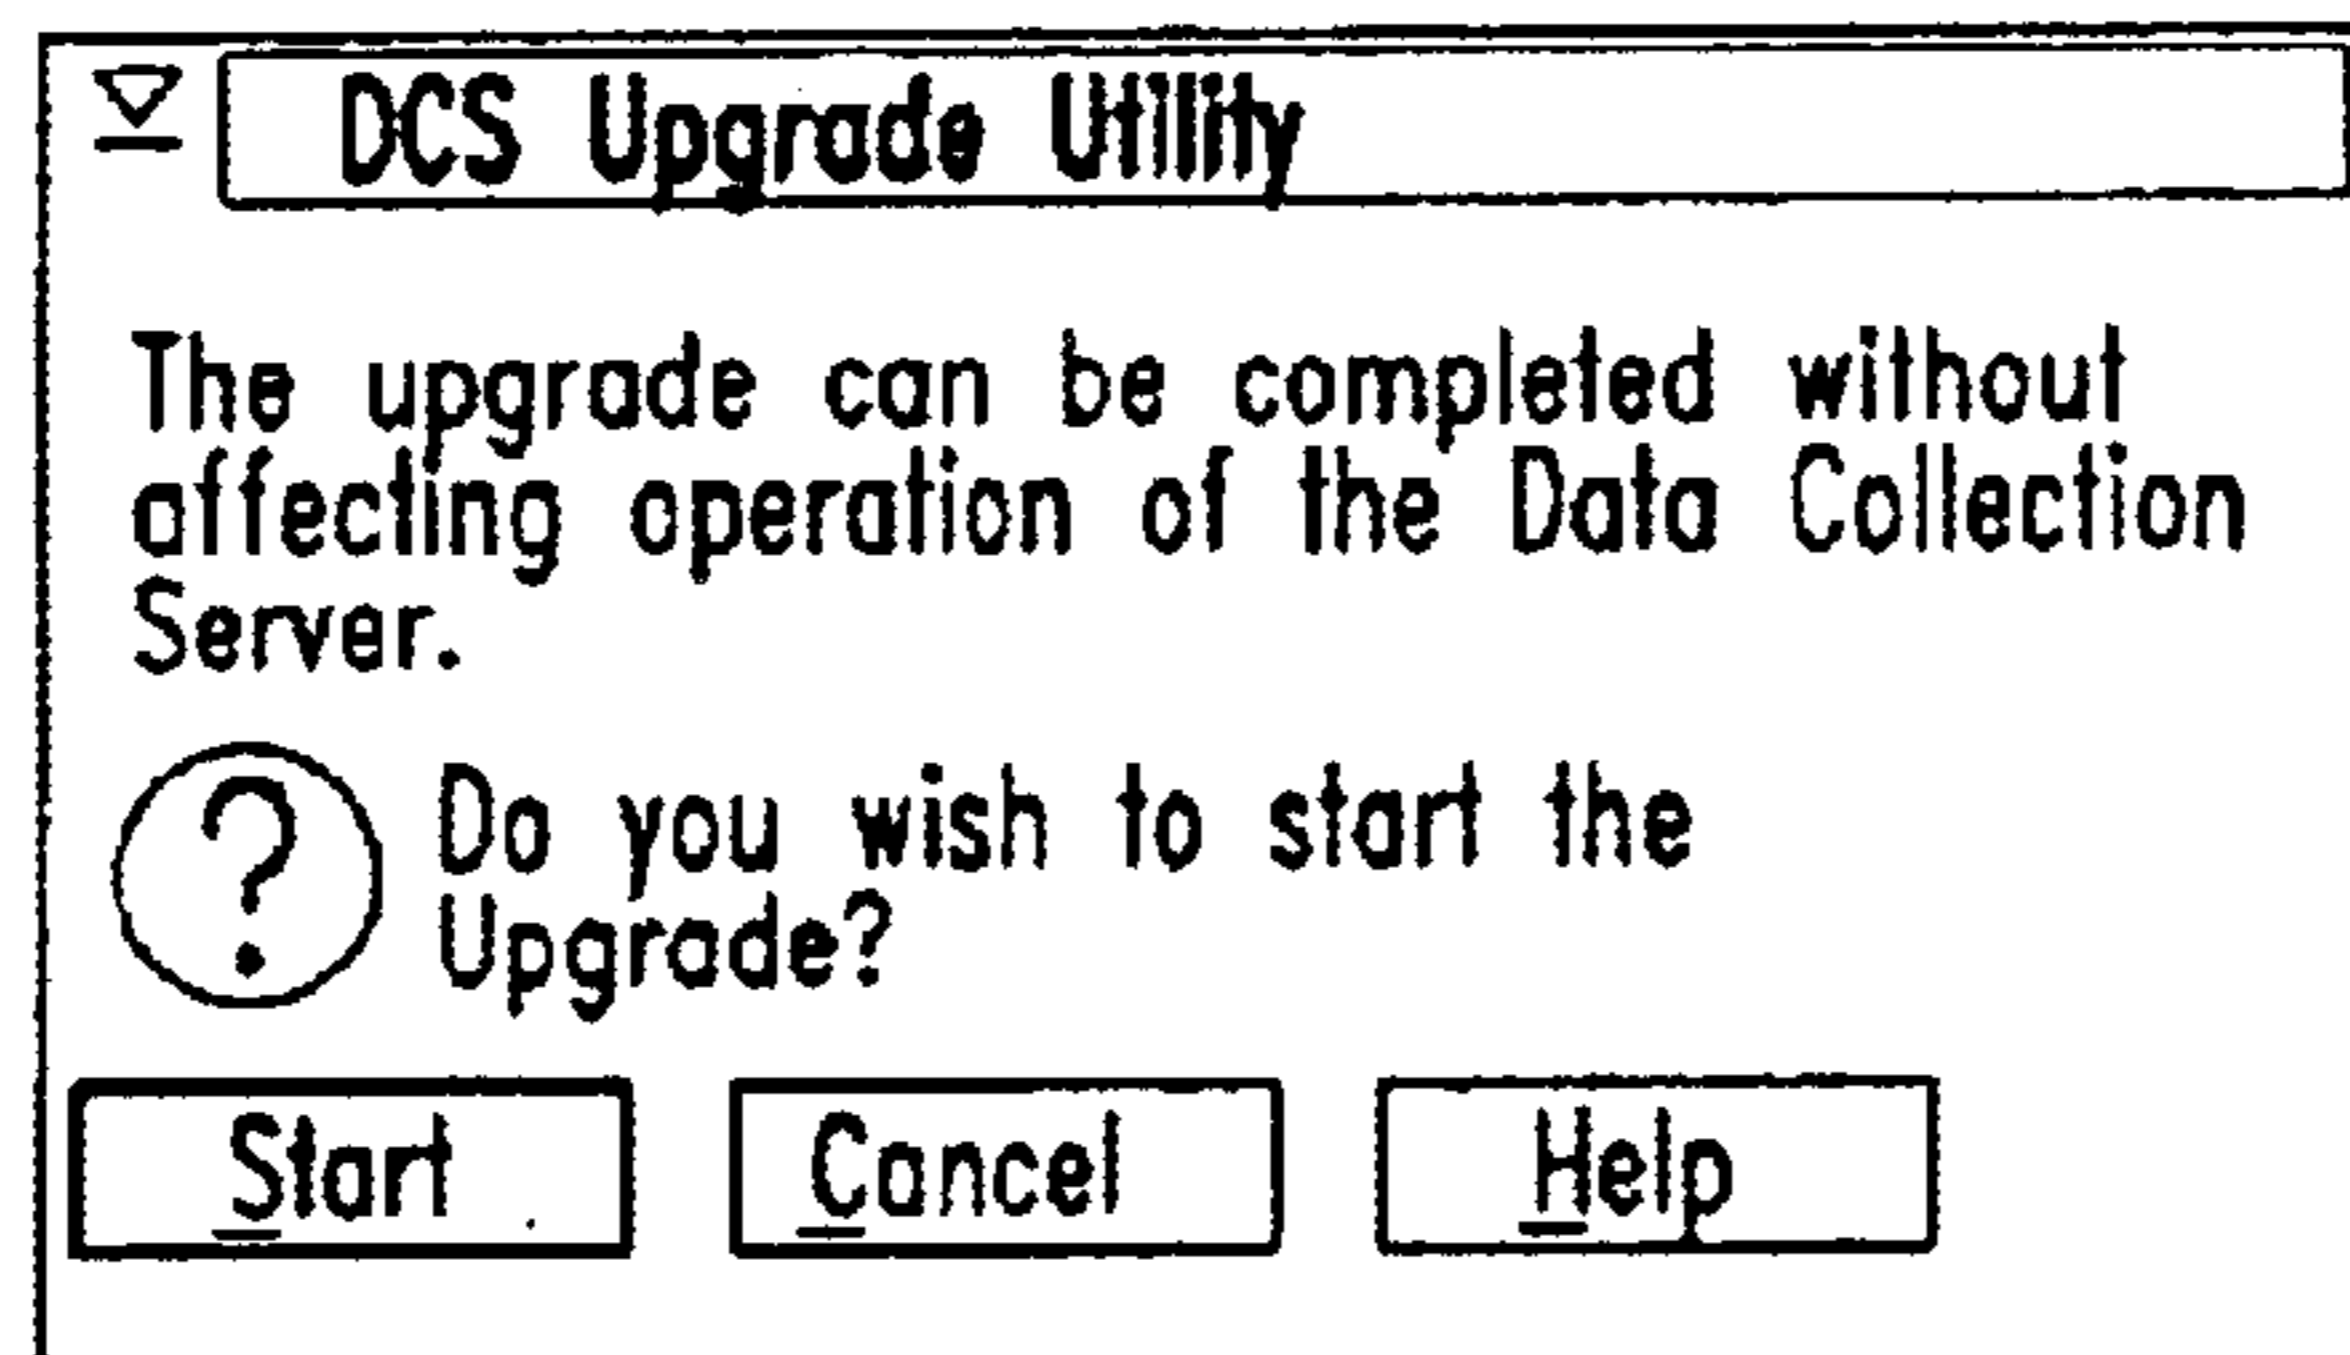 DCS Upgrade Utility
The upgrade can be completed without
affecting operation of the Data Collection
Server.
?
Do you wish to start the
Upgrade?
Start
Cancel
Help